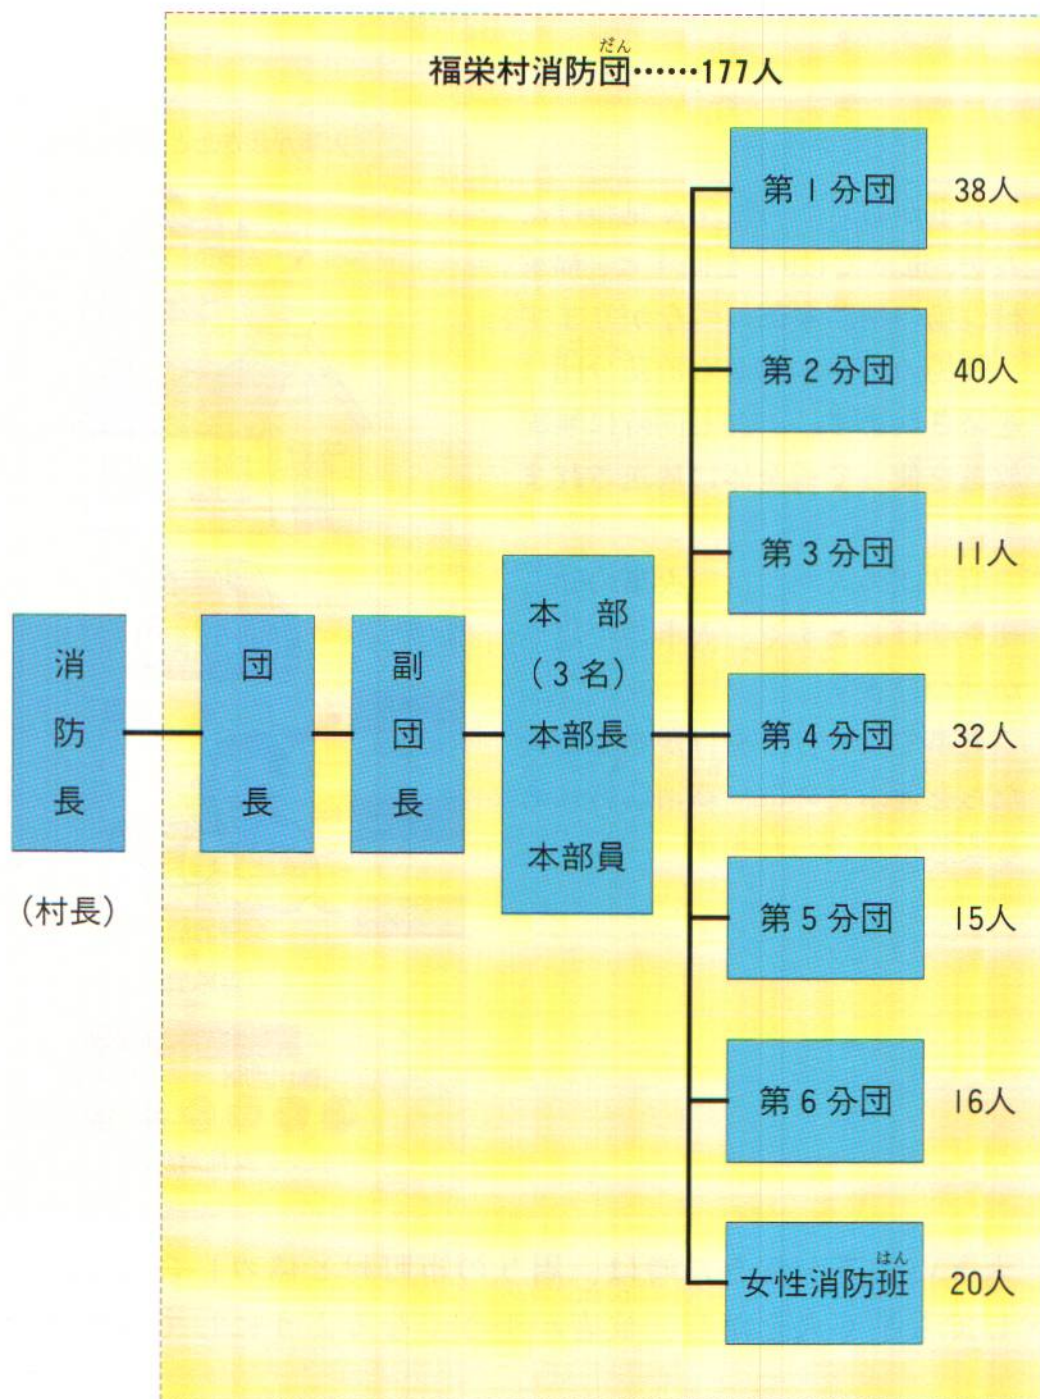 福栄村消防団……177人
だん
消防長
(村長)
団長
副団長
本部
(3名)
本部長
本部員
第1分団 38人
第2分団 40人
第3分団 11人
第4分団 32人
第5分団 15人
第6分団 16人
女性消防班 20人
はん